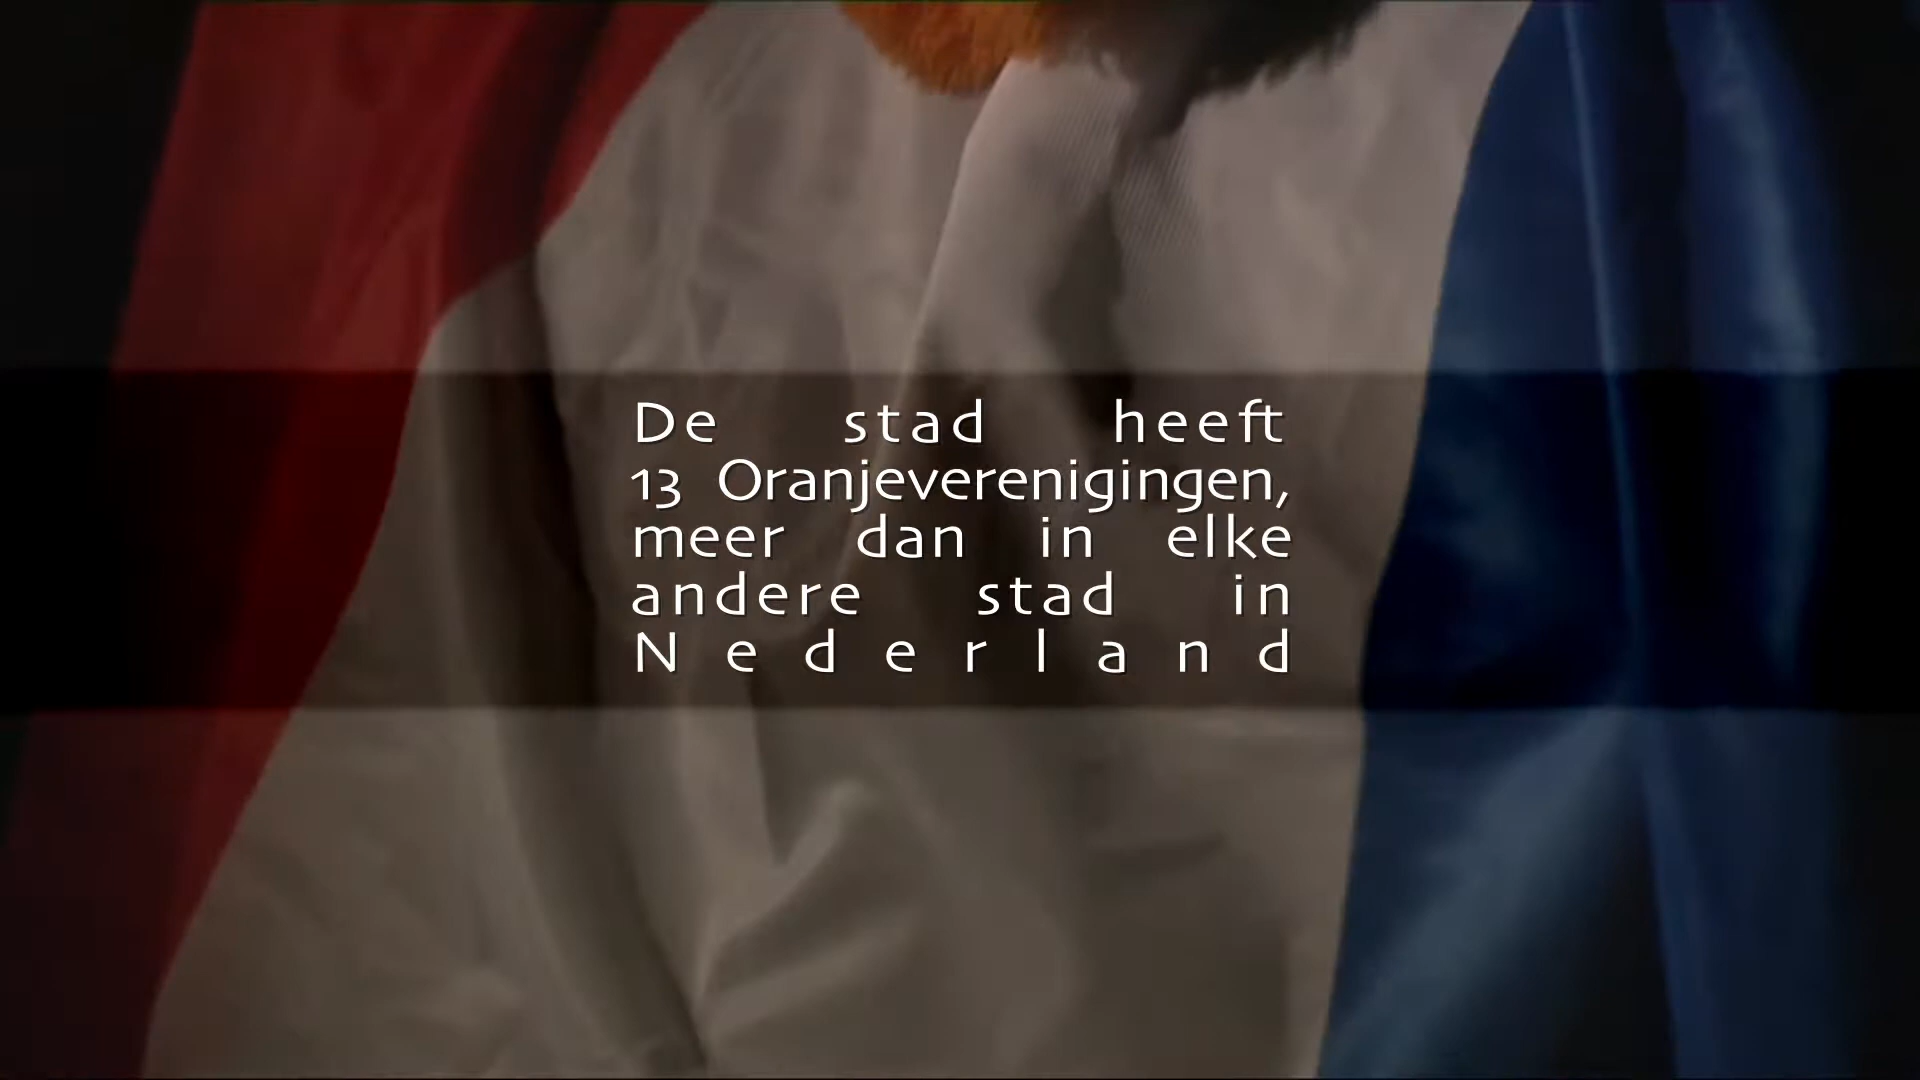 De stad heeft
13 Oranjeverenigingen,
meer dan in elke
andere stad in
Nederland